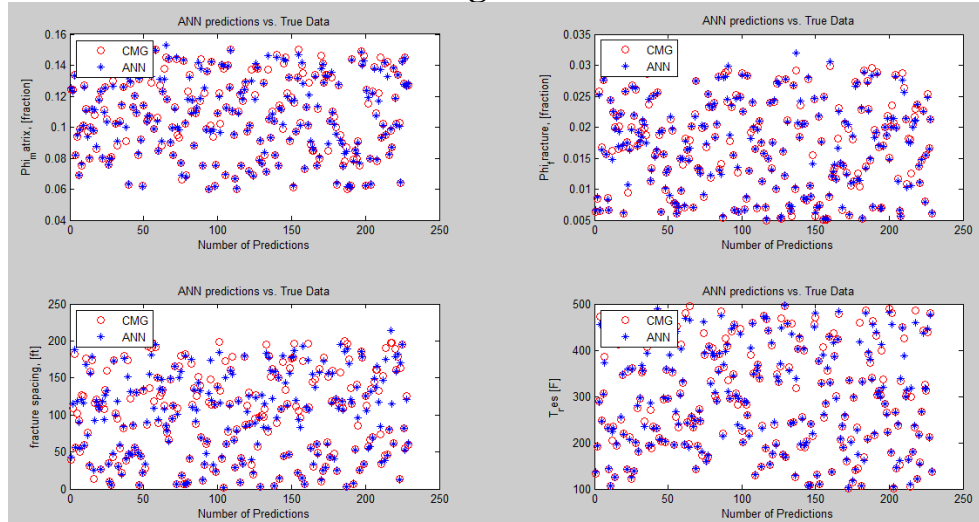 ANN predictions vs. True Data
CMG
ANN
0.16
0.14
0.12
0.1
0.08
0.06
0.04
0
50
100
150
200
250
Phi_matrix, [fraction]
Number of Predictions
ANN predictions vs. True Data
CMG
ANN
0.035
0.03
0.025
0.02
0.015
0.01
0.005
0
50
100
150
200
250
Phi_fracture, [fraction]
Number of Predictions
ANN predictions vs. True Data
CMG
ANN
250
200
150
100
50
0
0
50
100
150
200
250
fracture spacing, [ft]
Number of Predictions
ANN predictions vs. True Data
CMG
ANN
500
400
300
200
100
0
50
100
150
200
250
T_res [F]
Number of Predictions